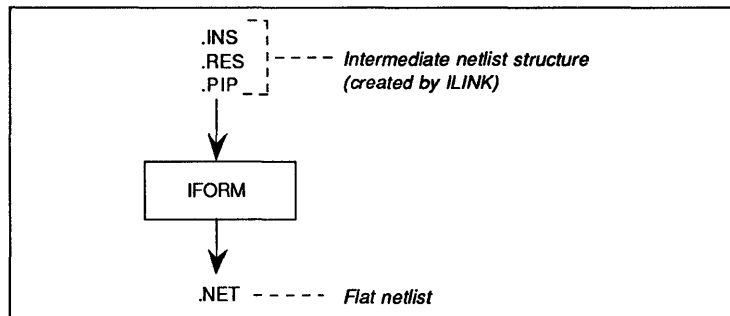 .INS
.RES
.PIP
Intermediate netlist structure
(created by ILINK)
IFORM
.NET
Flat netlist